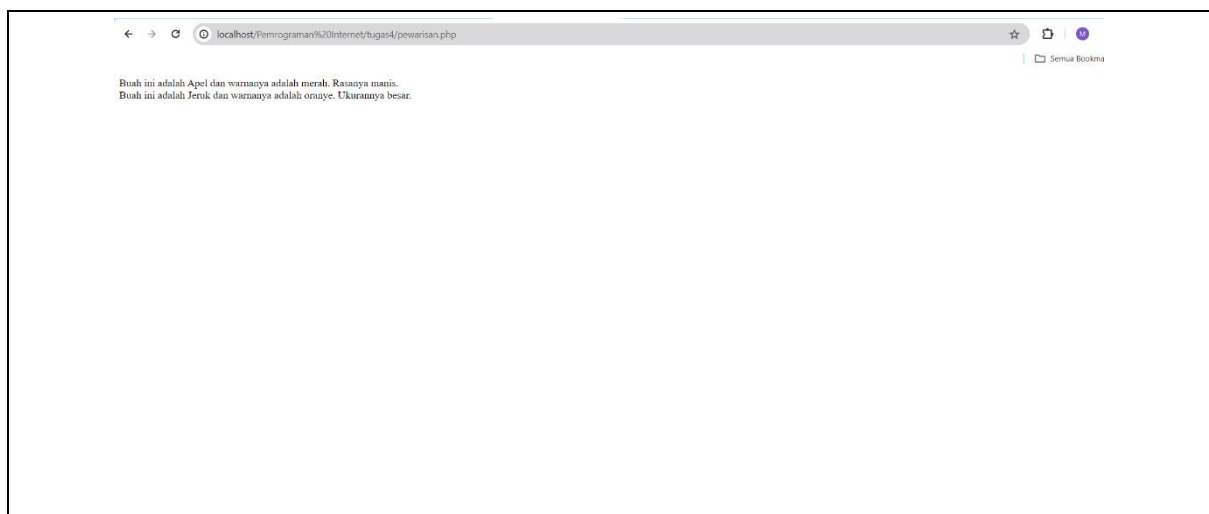 localhost/Pemrograman%20Internet/tugas4/pewarisan.php
M
Semua Bookma
Buah ini adalah Apel dan warnanya adalah merah. Rasanya manis.
Buah ini adalah Jeruk dan warnanya adalah oranye. Ukurannya besar.